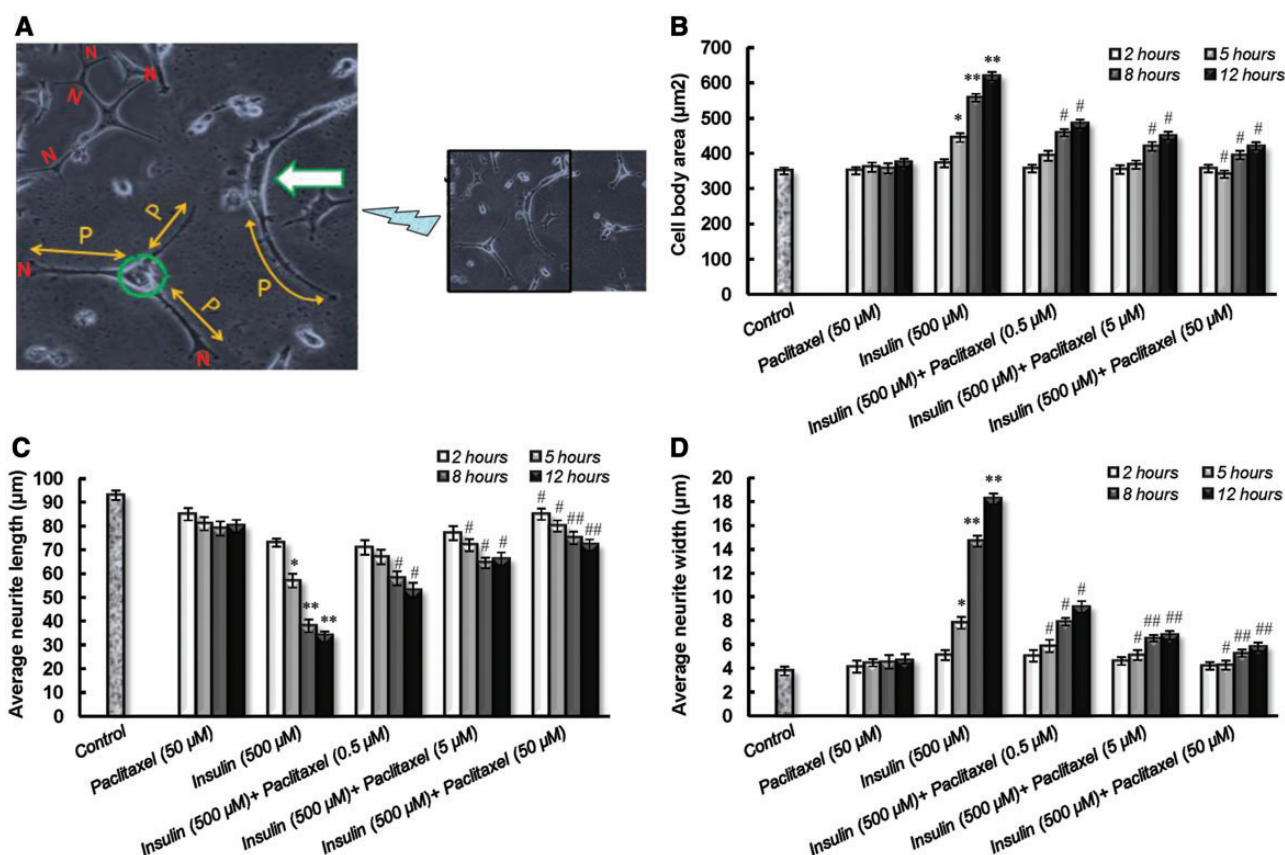 A
N
N
N
N
P
P
P
P
N
N
B
Cell body area (µm2)
700
600
500
400
300
200
100
0
2 hours 5 hours
8 hours 12 hours
* ** **
# #
# #
# # #
Control
Paclitaxel (50 µM)
Insulin (500 µM)
Insulin (500 µM)+ Paclitaxel (0.5 µM)
Insulin (500 µM)+ Paclitaxel (5 µM)
Insulin (500 µM)+ Paclitaxel (50 µM)
C
Average neurite length (µm)
100
90
80
70
60
50
40
30
20
10
0
2 hours 5 hours
8 hours 12 hours
* ** **
# #
# # #
# # ## ##
Control
Paclitaxel (50 µM)
Insulin (500 µM)
Insulin (500 µM)+ Paclitaxel (0.5 µM)
Insulin (500 µM)+ Paclitaxel (5 µM)
Insulin (500 µM)+ Paclitaxel (50 µM)
D
Average neurite width (µm)
20
18
16
14
12
10
8
6
4
2
0
2 hours 5 hours
8 hours 12 hours
* ** **
# # #
# ## ##
# ## ##
Control
Paclitaxel (50 µM)
Insulin (500 µM)
Insulin (500 µM)+ Paclitaxel (0.5 µM)
Insulin (500 µM)+ Paclitaxel (5 µM)
Insulin (500 µM)+ Paclitaxel (50 µM)